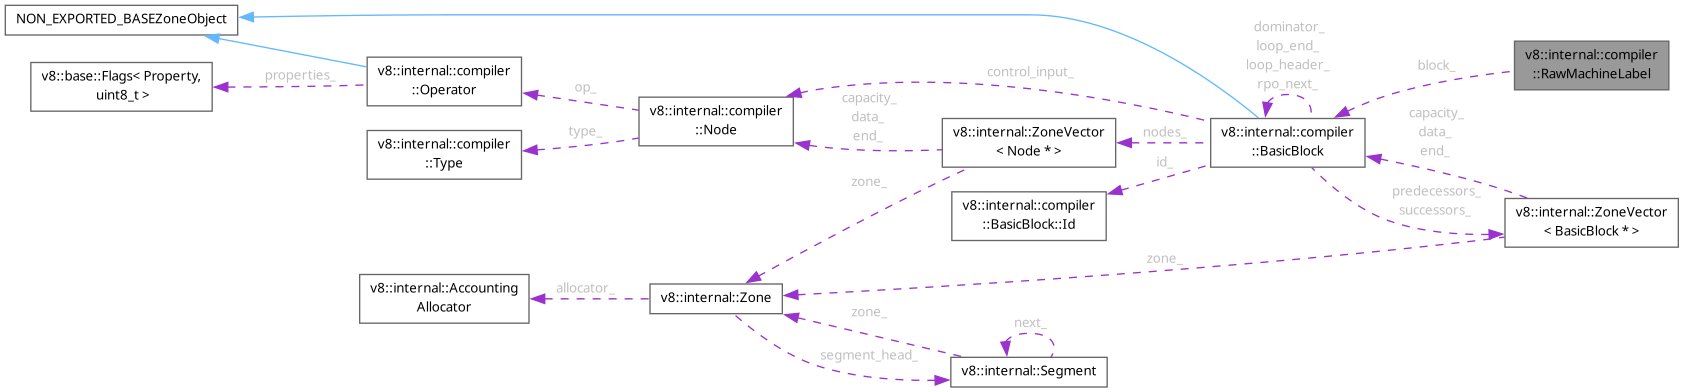 NON_EXPORTED_BASEZoneObject
v8::base::Flags< Property,
uint8_t >
properties_
v8::internal::compiler
::Operator
v8::internal::compiler
::Type
op_
type_
v8::internal::compiler
::Node
control_input_
capacity_
data_
end_
v8::internal::ZoneVector
< Node * >
nodes_
id_
v8::internal::compiler
::BasicBlock::Id
dominator_
loop_end_
loop_header_
rpo_next_
v8::internal::compiler
::BasicBlock
block_
v8::internal::compiler
::RawMachineLabel
capacity_
data_
end_
predecessors_
successors_
v8::internal::ZoneVector
< BasicBlock * >
zone_
zone_
v8::internal::Accounting
Allocator
allocator_
v8::internal::Zone
zone_
segment_head_
next_
v8::internal::Segment